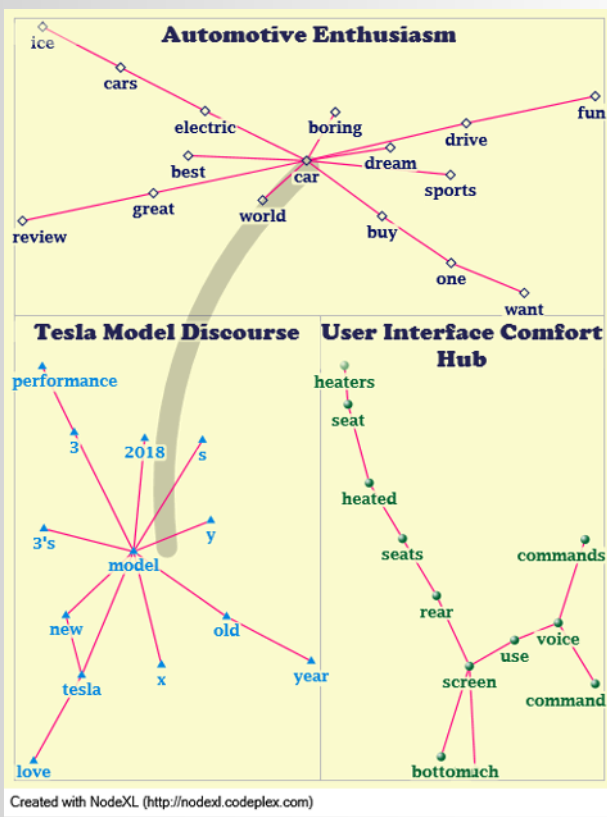 Automotive Enthusiasm
ice
cars
fun
electric
boring
drive
best
dream
car
sports
great
world
review
buy
one
want
Tesla Model Discourse
performance
3
2018
s
3's
y
model
new
old
tesla
x
year
love
User Interface Comfort
Hub
heaters
seat
heated
seats
commands
rear
voice
use
screen
command
bottom
Created with NodeXL (http://nodexl.codeplex.com)